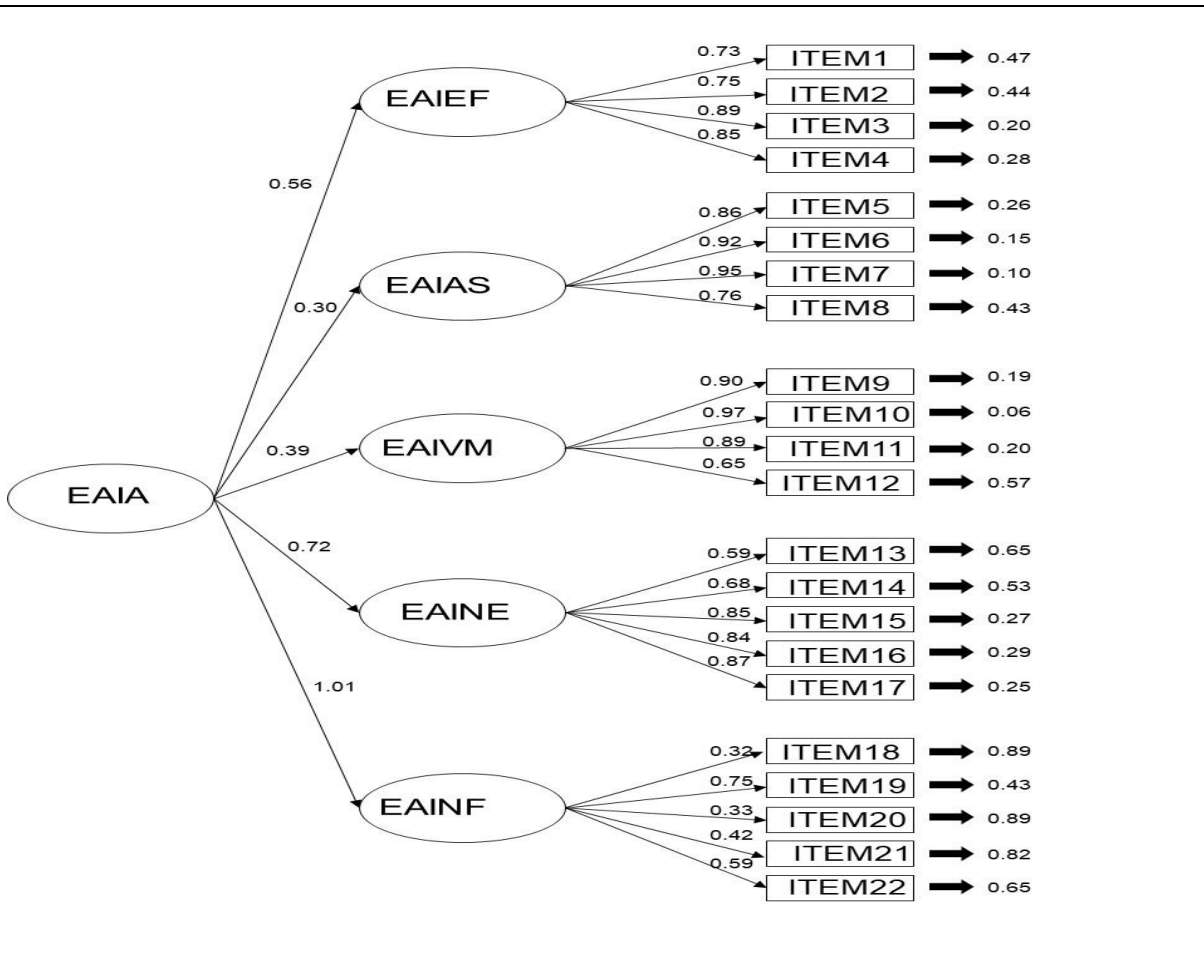 0.73 ITEM1 0.47
EAIEF 0.75 ITEM2 0.44
0.89 ITEM3 0.20
0.85 ITEM4 0.28
0.56
0.86 ITEM5 0.26
0.92 ITEM6 0.15
EAIAS 0.95 ITEM7 0.10
0.30 0.76 ITEM8 0.43
0.90 ITEM9 0.19
0.97 ITEM10 0.06
0.39 EAIVM 0.89 ITEM11 0.20
0.65 ITEM12 0.57
EAIA
0.72 0.59 ITEM13 0.65
0.68 ITEM14 0.53
EAINE 0.85 ITEM15 0.27
0.84 ITEM16 0.29
1.01 0.87 ITEM17 0.25
0.32 ITEM18 0.89
0.75 ITEM19 0.43
EAINF 0.33 ITEM20 0.89
0.42 ITEM21 0.82
0.59 ITEM22 0.65